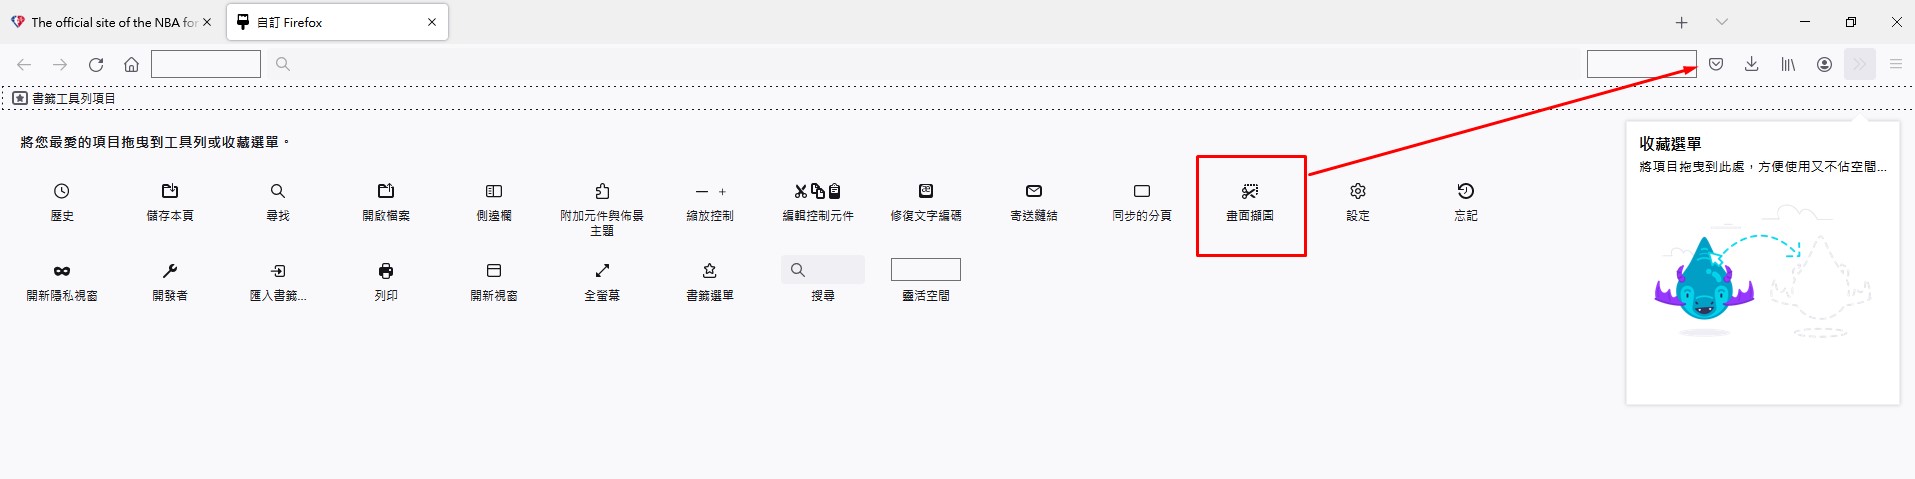 The official site of the NBA for
自訂 Firefox
書籤工具列項目
將您最愛的項目拖曳到工具列或收藏選單。
收藏選單
將項目拖曳到此處，方便使用又不佔空間...
歷史
儲存本頁
尋找
開啟檔案
側邊欄
附加元件與佈景
主題
縮放控制
編輯控制元件
修復文字編碼
寄送鏈結
同步的分頁
畫面擷圖
設定
忘記
開新隱私視窗
開發者
匯入書籤...
列印
開新視窗
全螢幕
書籤選單
搜尋
靈活空間